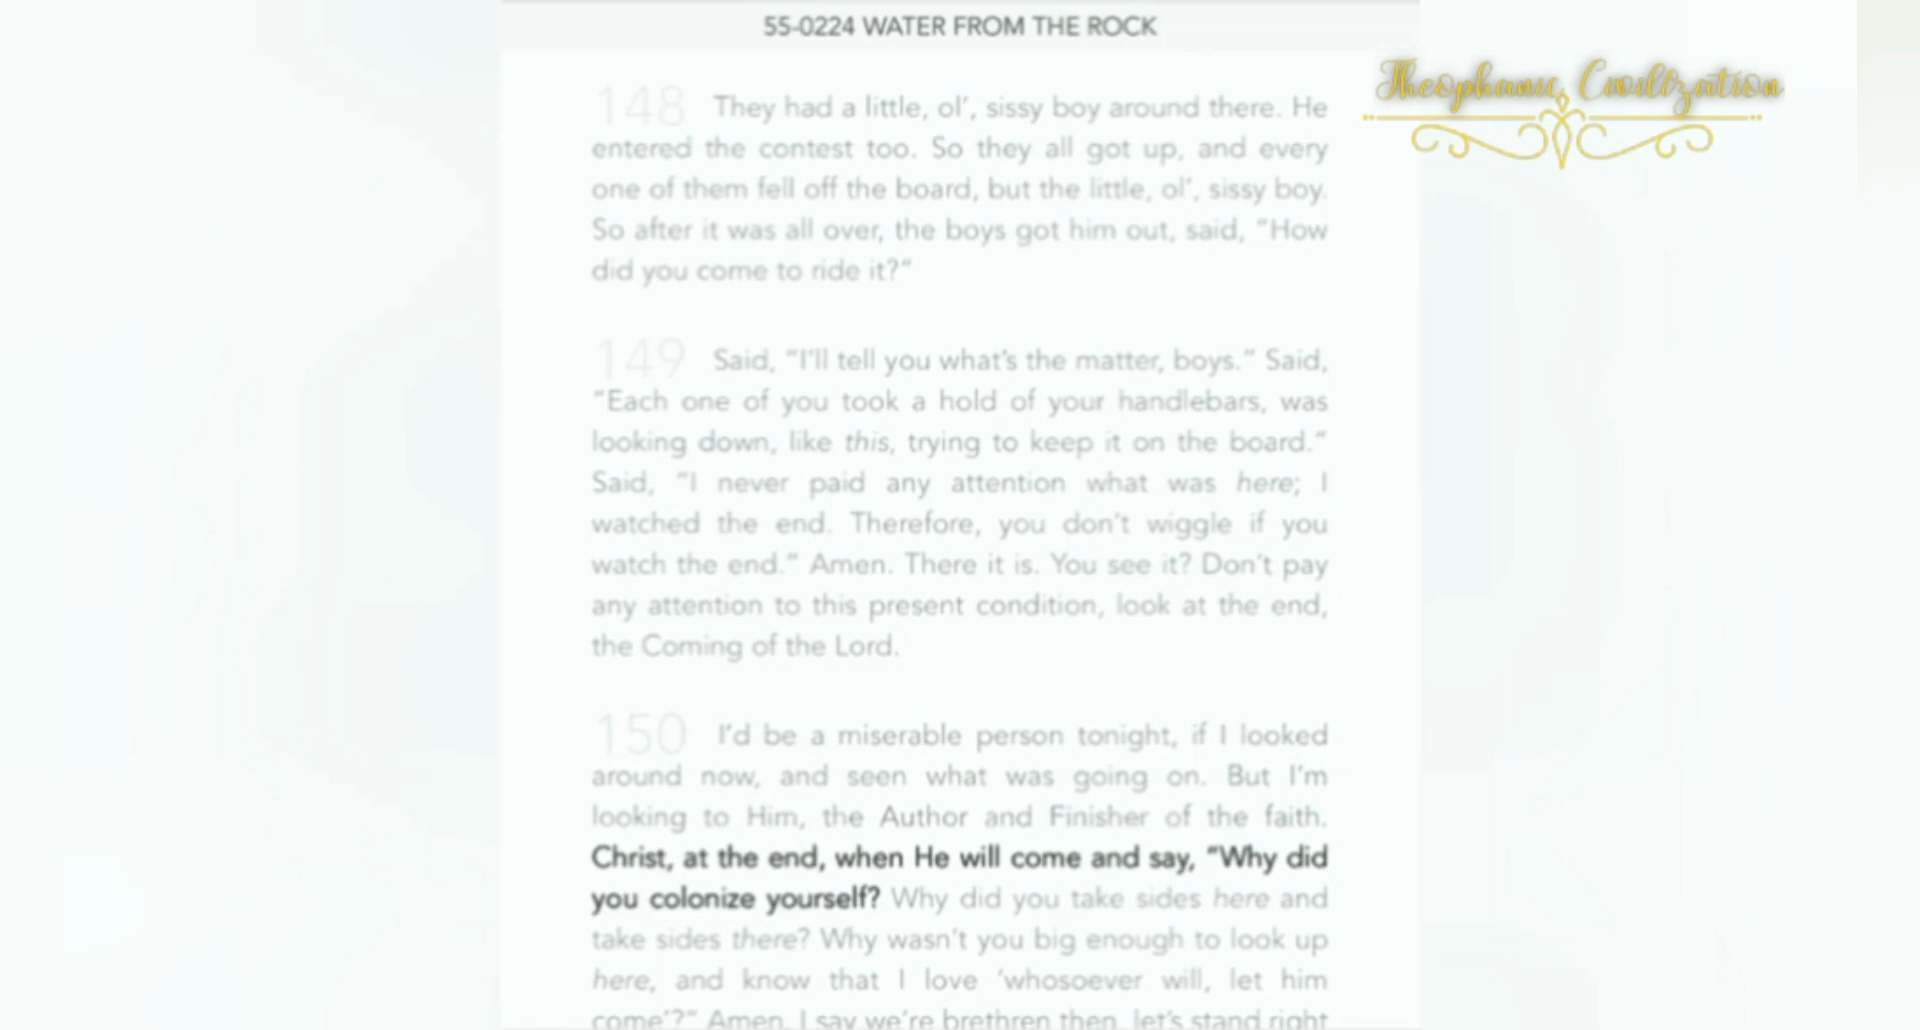 55-0224 WATER FROM THE ROCK
Theophanic Civilization
148 They had a little, ol’, sissy boy around there. He
entered the contest too. So they all got up, and every
one of them fell off the board, but the little, ol’, sissy boy.
So after it was all over, the boys got him out, said, “How
did you come to ride it?”
149 Said, “I’ll tell you what’s the matter, boys.” Said,
“Each one of you took a hold of your handlebars, was
looking down, like this, trying to keep it on the board.”
Said, “I never paid any attention what was here; I
watched the end. Therefore, you don’t wiggle if you
watch the end.” Amen. There it is. You see it? Don’t pay
any attention to this present condition, look at the end,
the Coming of the Lord.
150 I’d be a miserable person tonight, if I looked
around now, and seen what was going on. But I’m
looking to Him, the Author and Finisher of the faith.
Christ, at the end, when He will come and say, “Why did
you colonize yourself? Why did you take sides here and
take sides there? Why wasn’t you big enough to look up
here, and know that I love ‘whosoever will, let him
come’?” Amen. I say we’re brethren then, let’s stand right